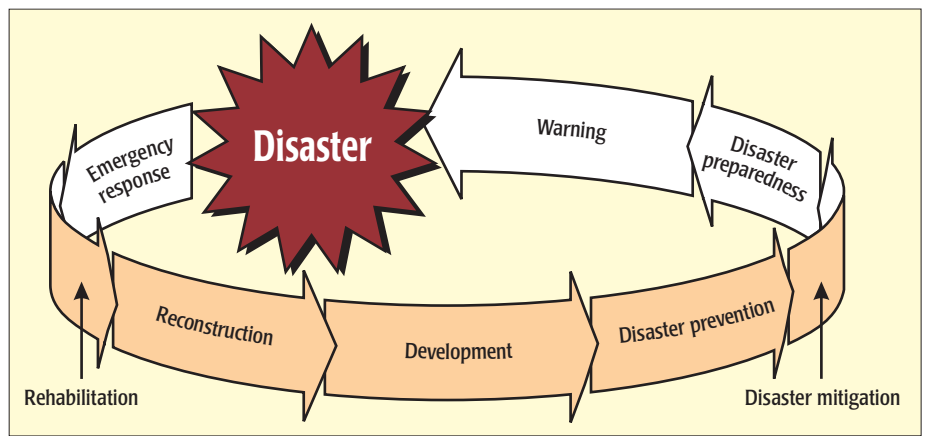 Disaster
Warning
Disaster
preparedness
Emergency
response
Reconstruction
Development
Disaster prevention
Rehabilitation
Disaster mitigation